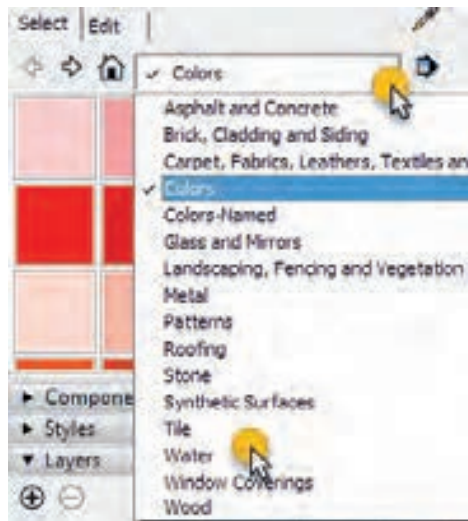 Select Edit
Colors
Asphalt and Concrete
Brick, Cladding and Siding
Carpet, Fabrics, Leathers, Textiles an
Colors
Colors-Named
Glass and Mirrors
Landscaping, Fencing and Vegetation
Metal
Patterns
Roofing
Stone
Synthetic Surfaces
Tile
Water
Window Coverings
Wood
Compone
Styles
Layers